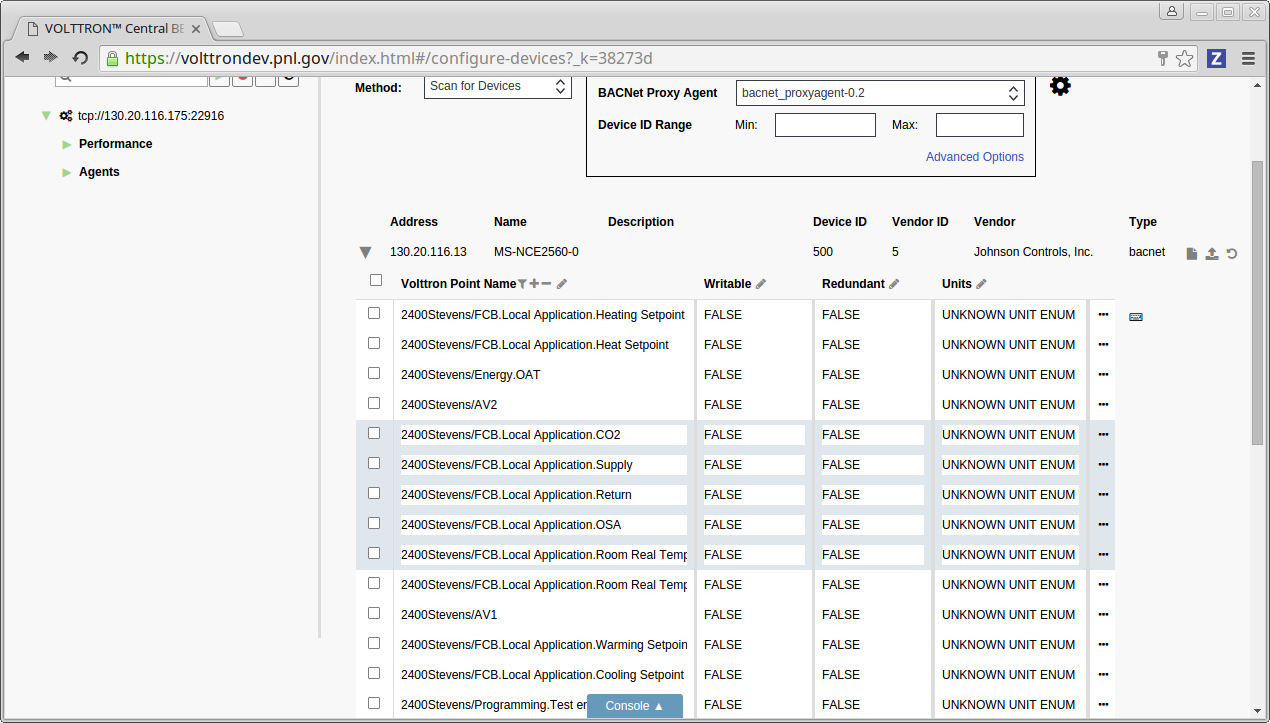 VOLTTRON™ Central BE
https://volttrondev.pnl.gov/index.html#/configure-devices?_k=38273d
Z
Method: Scan for Devices
BACNet Proxy Agent bacnet_proxyagent-0.2
Device ID Range Min: Max:
Advanced Options
tcp://130.20.116.175:22916
Performance
Agents
Address Name Description Device ID Vendor ID Vendor Type
130.20.116.13 MS-NCE2560-0 500 5 Johnson Controls, Inc. bacnet
Volttron Point Name Writable Redundant Units
2400Stevens/FCB.Local Application.Heating Setpoint FALSE FALSE UNKNOWN UNIT ENUM
2400Stevens/FCB.Local Application.Heat Setpoint FALSE FALSE UNKNOWN UNIT ENUM
2400Stevens/Energy.OAT FALSE FALSE UNKNOWN UNIT ENUM
2400Stevens/AV2 FALSE FALSE UNKNOWN UNIT ENUM
2400Stevens/FCB.Local Application.CO2 FALSE FALSE UNKNOWN UNIT ENUM
2400Stevens/FCB.Local Application.Supply FALSE FALSE UNKNOWN UNIT ENUM
2400Stevens/FCB.Local Application.Return FALSE FALSE UNKNOWN UNIT ENUM
2400Stevens/FCB.Local Application.OSA FALSE FALSE UNKNOWN UNIT ENUM
2400Stevens/FCB.Local Application.Room Real Temp FALSE FALSE UNKNOWN UNIT ENUM
2400Stevens/FCB.Local Application.Room Real Temp FALSE FALSE UNKNOWN UNIT ENUM
2400Stevens/AV1 FALSE FALSE UNKNOWN UNIT ENUM
2400Stevens/FCB.Local Application.Warming Setpoin FALSE FALSE UNKNOWN UNIT ENUM
2400Stevens/FCB.Local Application.Cooling Setpoint FALSE FALSE UNKNOWN UNIT ENUM
2400Stevens/Programming.Test er FALSE FALSE UNKNOWN UNIT ENUM
Console ▲